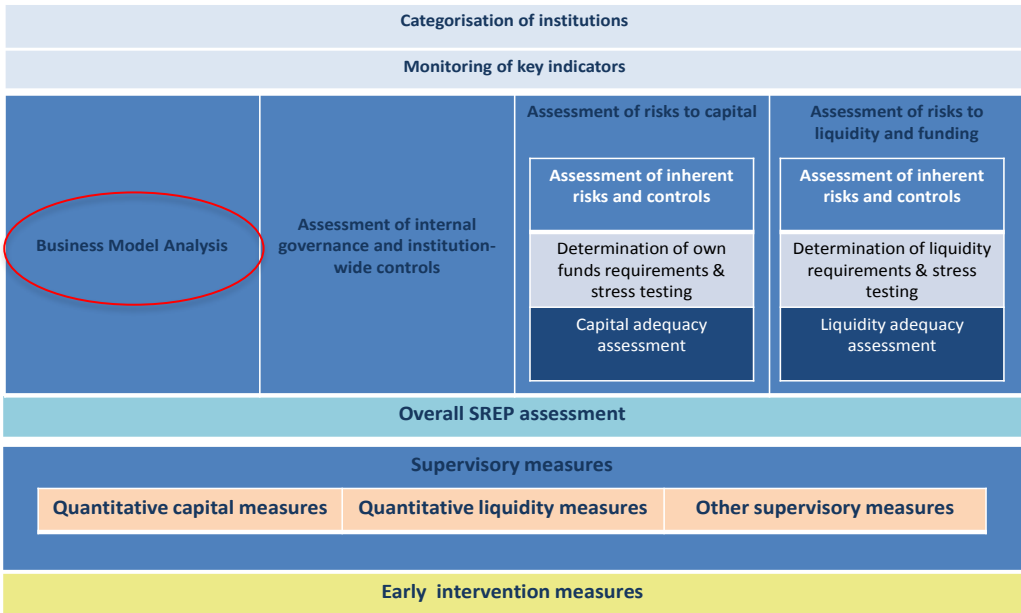 Categorisation of institutions
Monitoring of key indicators
Business Model Analysis
Assessment of internal
governance and institution-
wide controls
Assessment of risks to capital
Assessment of inherent
risks and controls
Determination of own
funds requirements &
stress testing
Capital adequacy
assessment
Assessment of risks to
liquidity and funding
Assessment of inherent
risks and controls
Determination of liquidity
requirements & stress
testing
Liquidity adequacy
assessment
Overall SREP assessment
Supervisory measures
Quantitative capital measures
Quantitative liquidity measures
Other supervisory measures
Early intervention measures